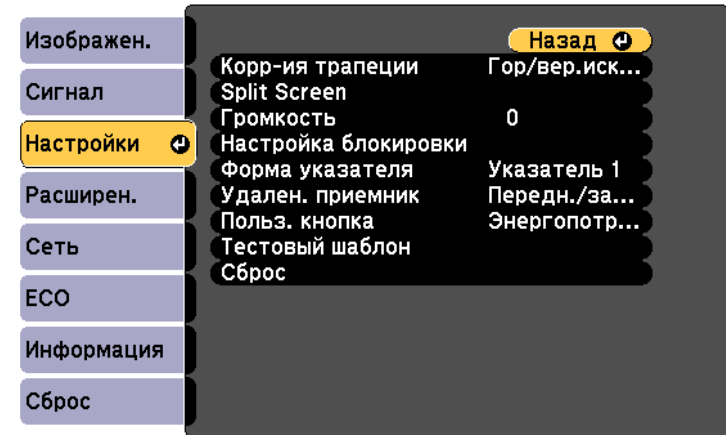 Изображен.
Сигнал
Настройки
Расширен.
Сеть
ECO
Информация
Сброс
Назад
Корр-ия трапеции Гор/вер.иск...
Split Screen
Громкость 0
Настройка блокировки
Форма указателя Указатель 1
Удален. приемник Передн./за...
Польз. кнопка Энергопотр...
Тестовый шаблон
Сброс